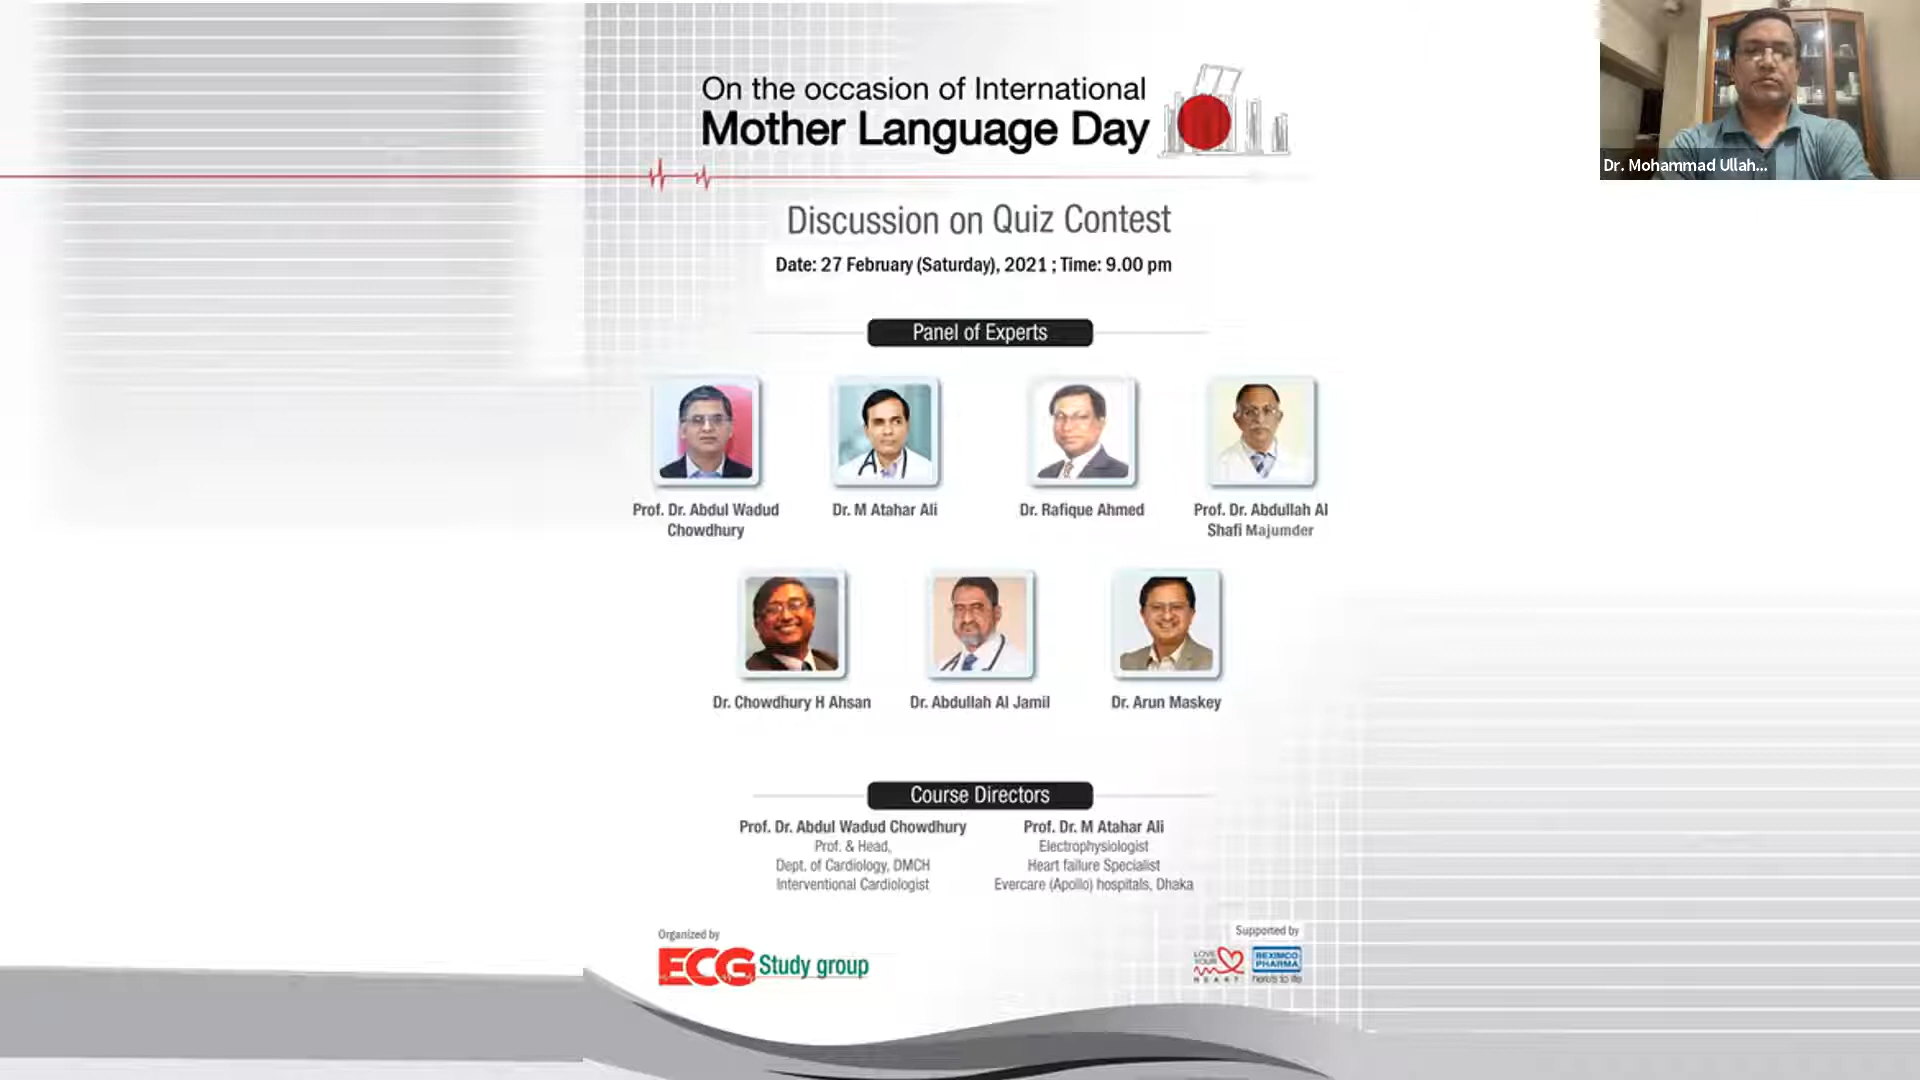 On the occasion of International
Mother Language Day
Dr. Mohammad Ullah...
Discussion on Quiz Contest
Date: 27 February (Saturday), 2021 ; Time: 9.00 pm
Panel of Experts
Prof. Dr. Abdul Wadud
Chowdhury
Dr. M Atahar Ali
Dr. Rafique Ahmed
Prof. Dr. Abdullah Al
Shafi Majumder
Dr. Chowdhury H Ahsan
Dr. Abdullah Al Jamil
Dr. Arun Maskey
Course Directors
Prof. Dr. Abdul Wadud Chowdhury
Prof. & Head,
Dept. of Cardiology, DMCH
Interventional Cardiologist
Prof. Dr. M Atahar Ali
Electrophysiologist
Heart failure Specialist
Evercare (Apollo) hospitals, Dhaka
Organized by
ECG Study group
Supported by
LOVE
YOUR
HEART
BEXIMCO
PHARMA
here's to life